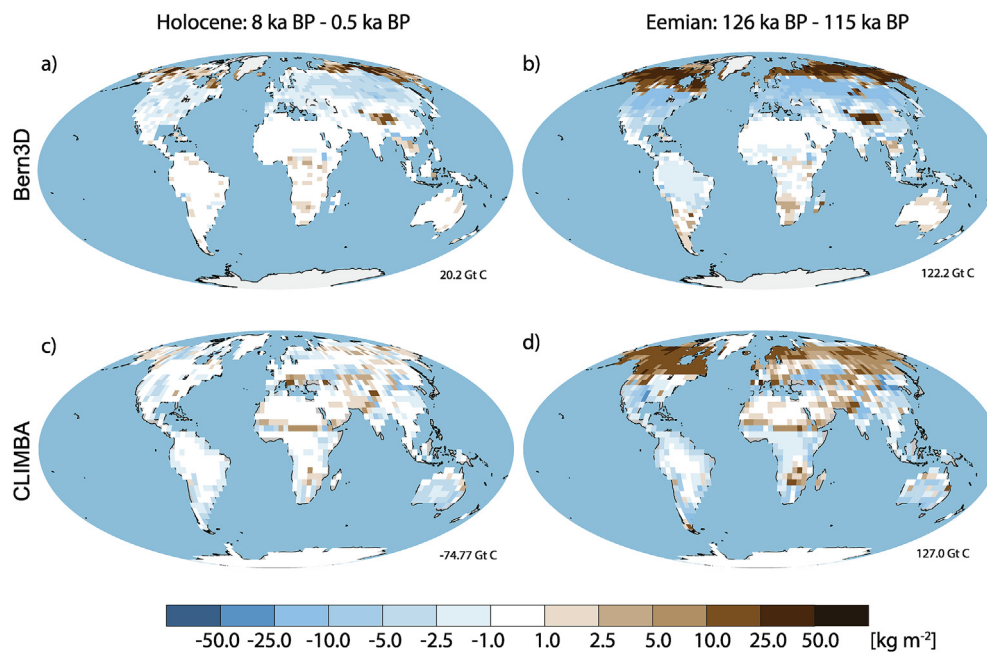 Holocene: 8 ka BP - 0.5 ka BP
Eemian: 126 ka BP - 115 ka BP
a)
b)
Bern3D
20.2 Gt C
122.2 Gt C
c)
d)
CLIMBA
-74.77 Gt C
127.0 Gt C
-50.0 -25.0 -10.0 -5.0 -2.5 -1.0 1.0 2.5 5.0 10.0 25.0 50.0 [kg m⁻²]